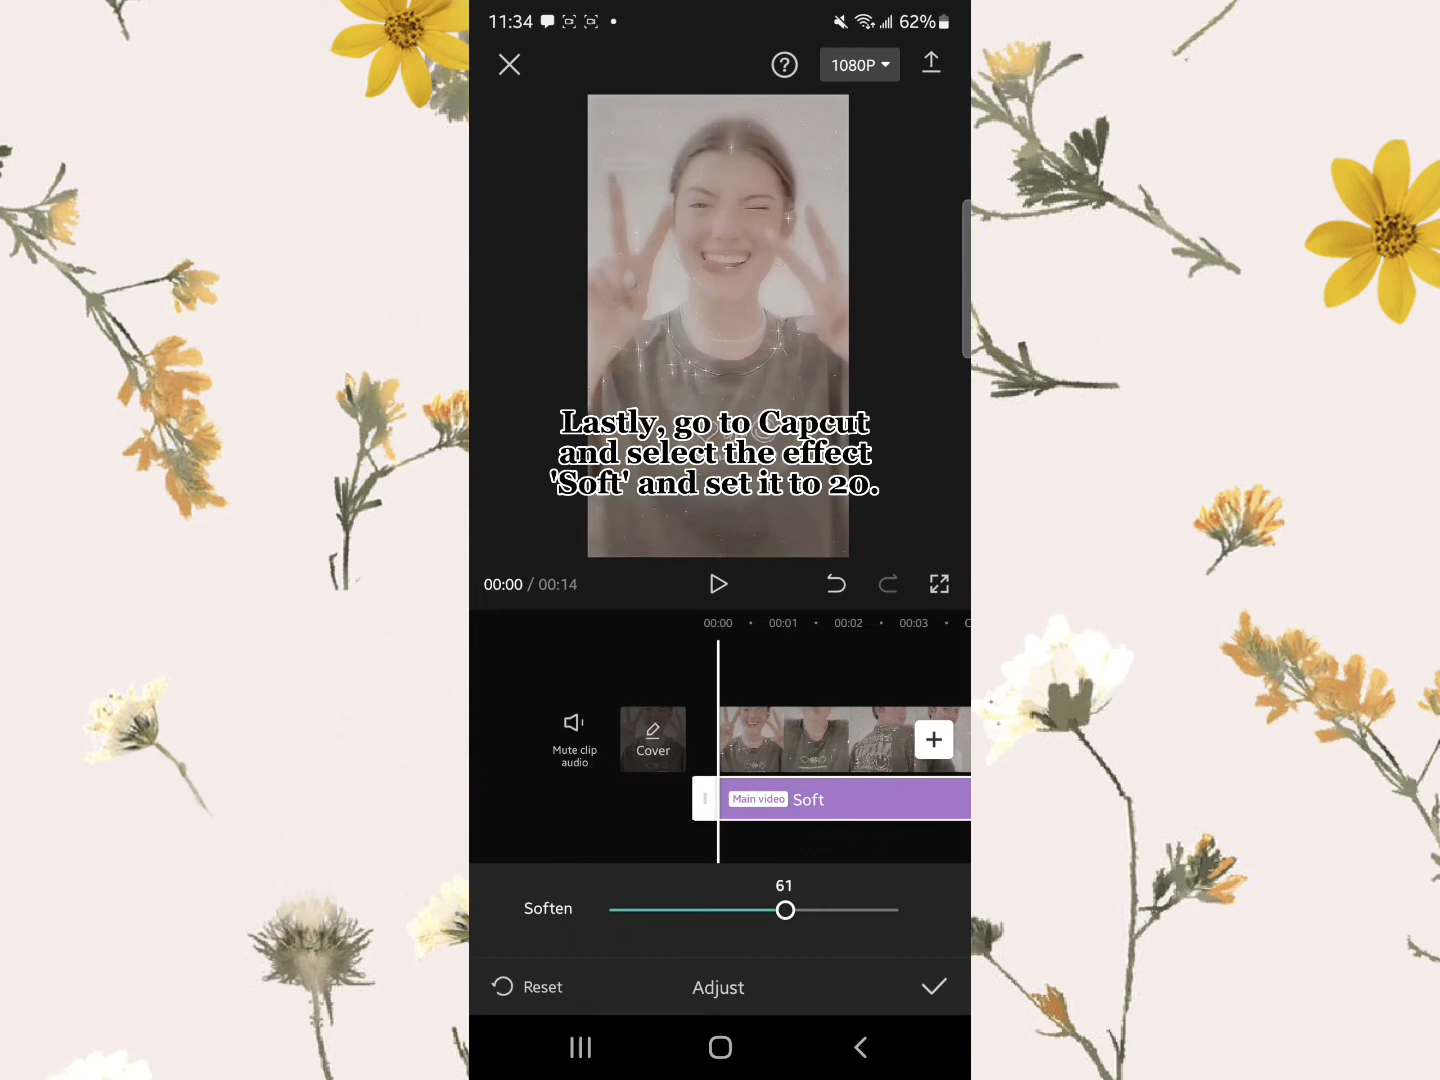 11:34
62%
1080P
Lastly, go to Capcut
and select the effect
'Soft' and set it to 20.
00:00 / 00:14
00:00 • 00:01 • 00:02 • 00:03 •
Mute clip
audio
Cover
Main video Soft
61
Soften
Reset
Adjust